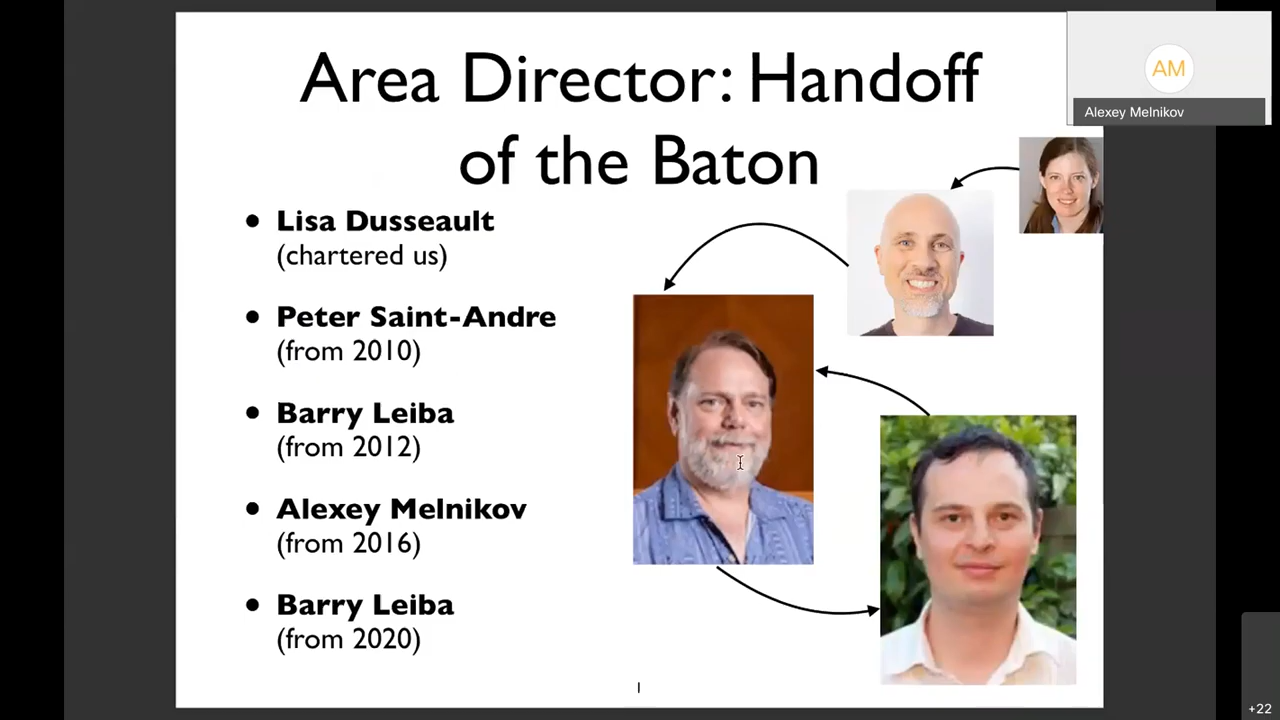 Area Director: Handoff
of the Baton
AM
Alexey Melnikov
• Lisa Dusseault
(chartered us)
• Peter Saint-Andre
(from 2010)
• Barry Leiba
(from 2012)
• Alexey Melnikov
(from 2016)
• Barry Leiba
(from 2020)
1
+22